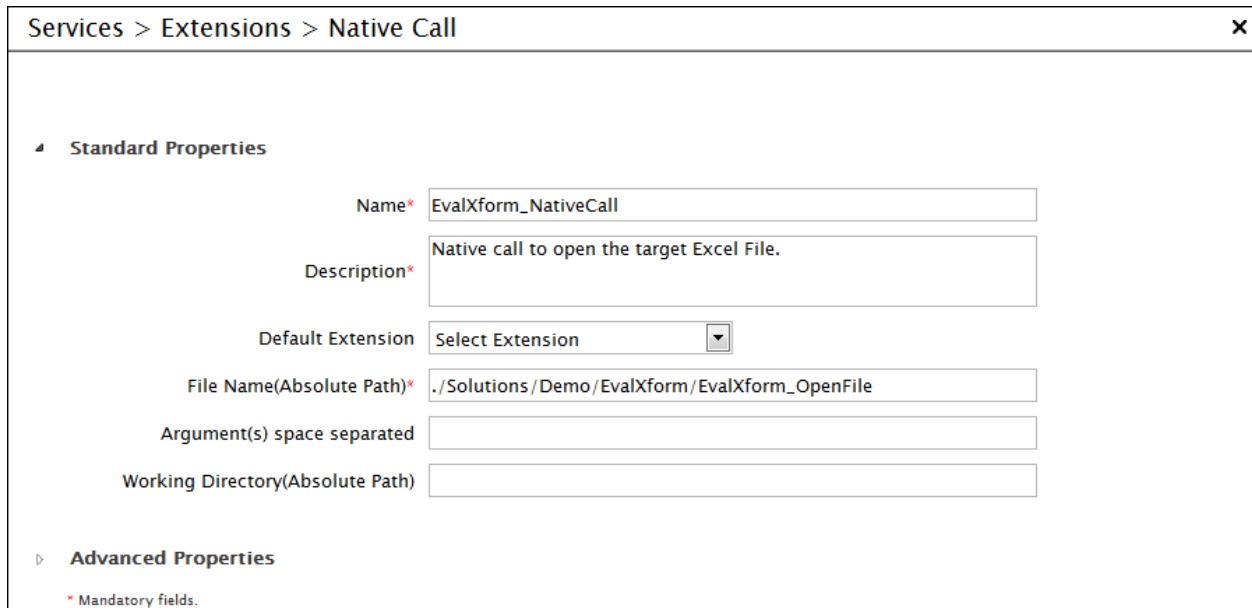 Services > Extensions > Native Call
Standard Properties
Name* EvalXform_NativeCall
Description* Native call to open the target Excel File.
Default Extension Select Extension
File Name(Absolute Path)* ./Solutions/Demo/EvalXform/EvalXform_OpenFile
Argument(s) space separated
Working Directory(Absolute Path)
Advanced Properties
* Mandatory fields.